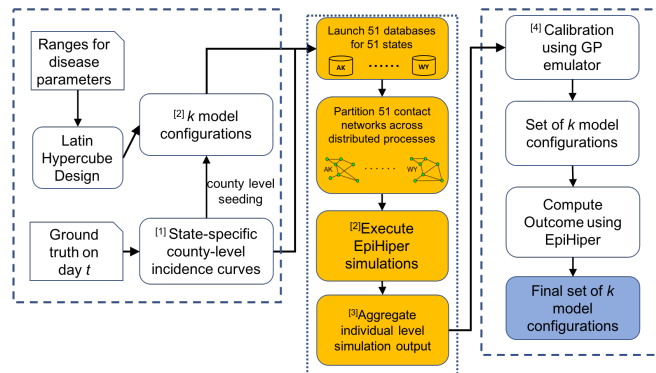 Ranges for
disease
parameters
Latin
Hypercube
Design
[2] k model
configurations
county level
seeding
Ground
truth on
day t
[1] State-specific
county-level
incidence curves
Launch 51 databases
for 51 states
AK ...... WY
Partition 51 contact
networks across
distributed processes
AK ...... WY
[2]Execute
EpiHiper
simulations
[3]Aggregate
individual level
simulation output
[4] Calibration
using GP
emulator
Set of k model
configurations
Compute
Outcome using
EpiHiper
Final set of k
model
configurations